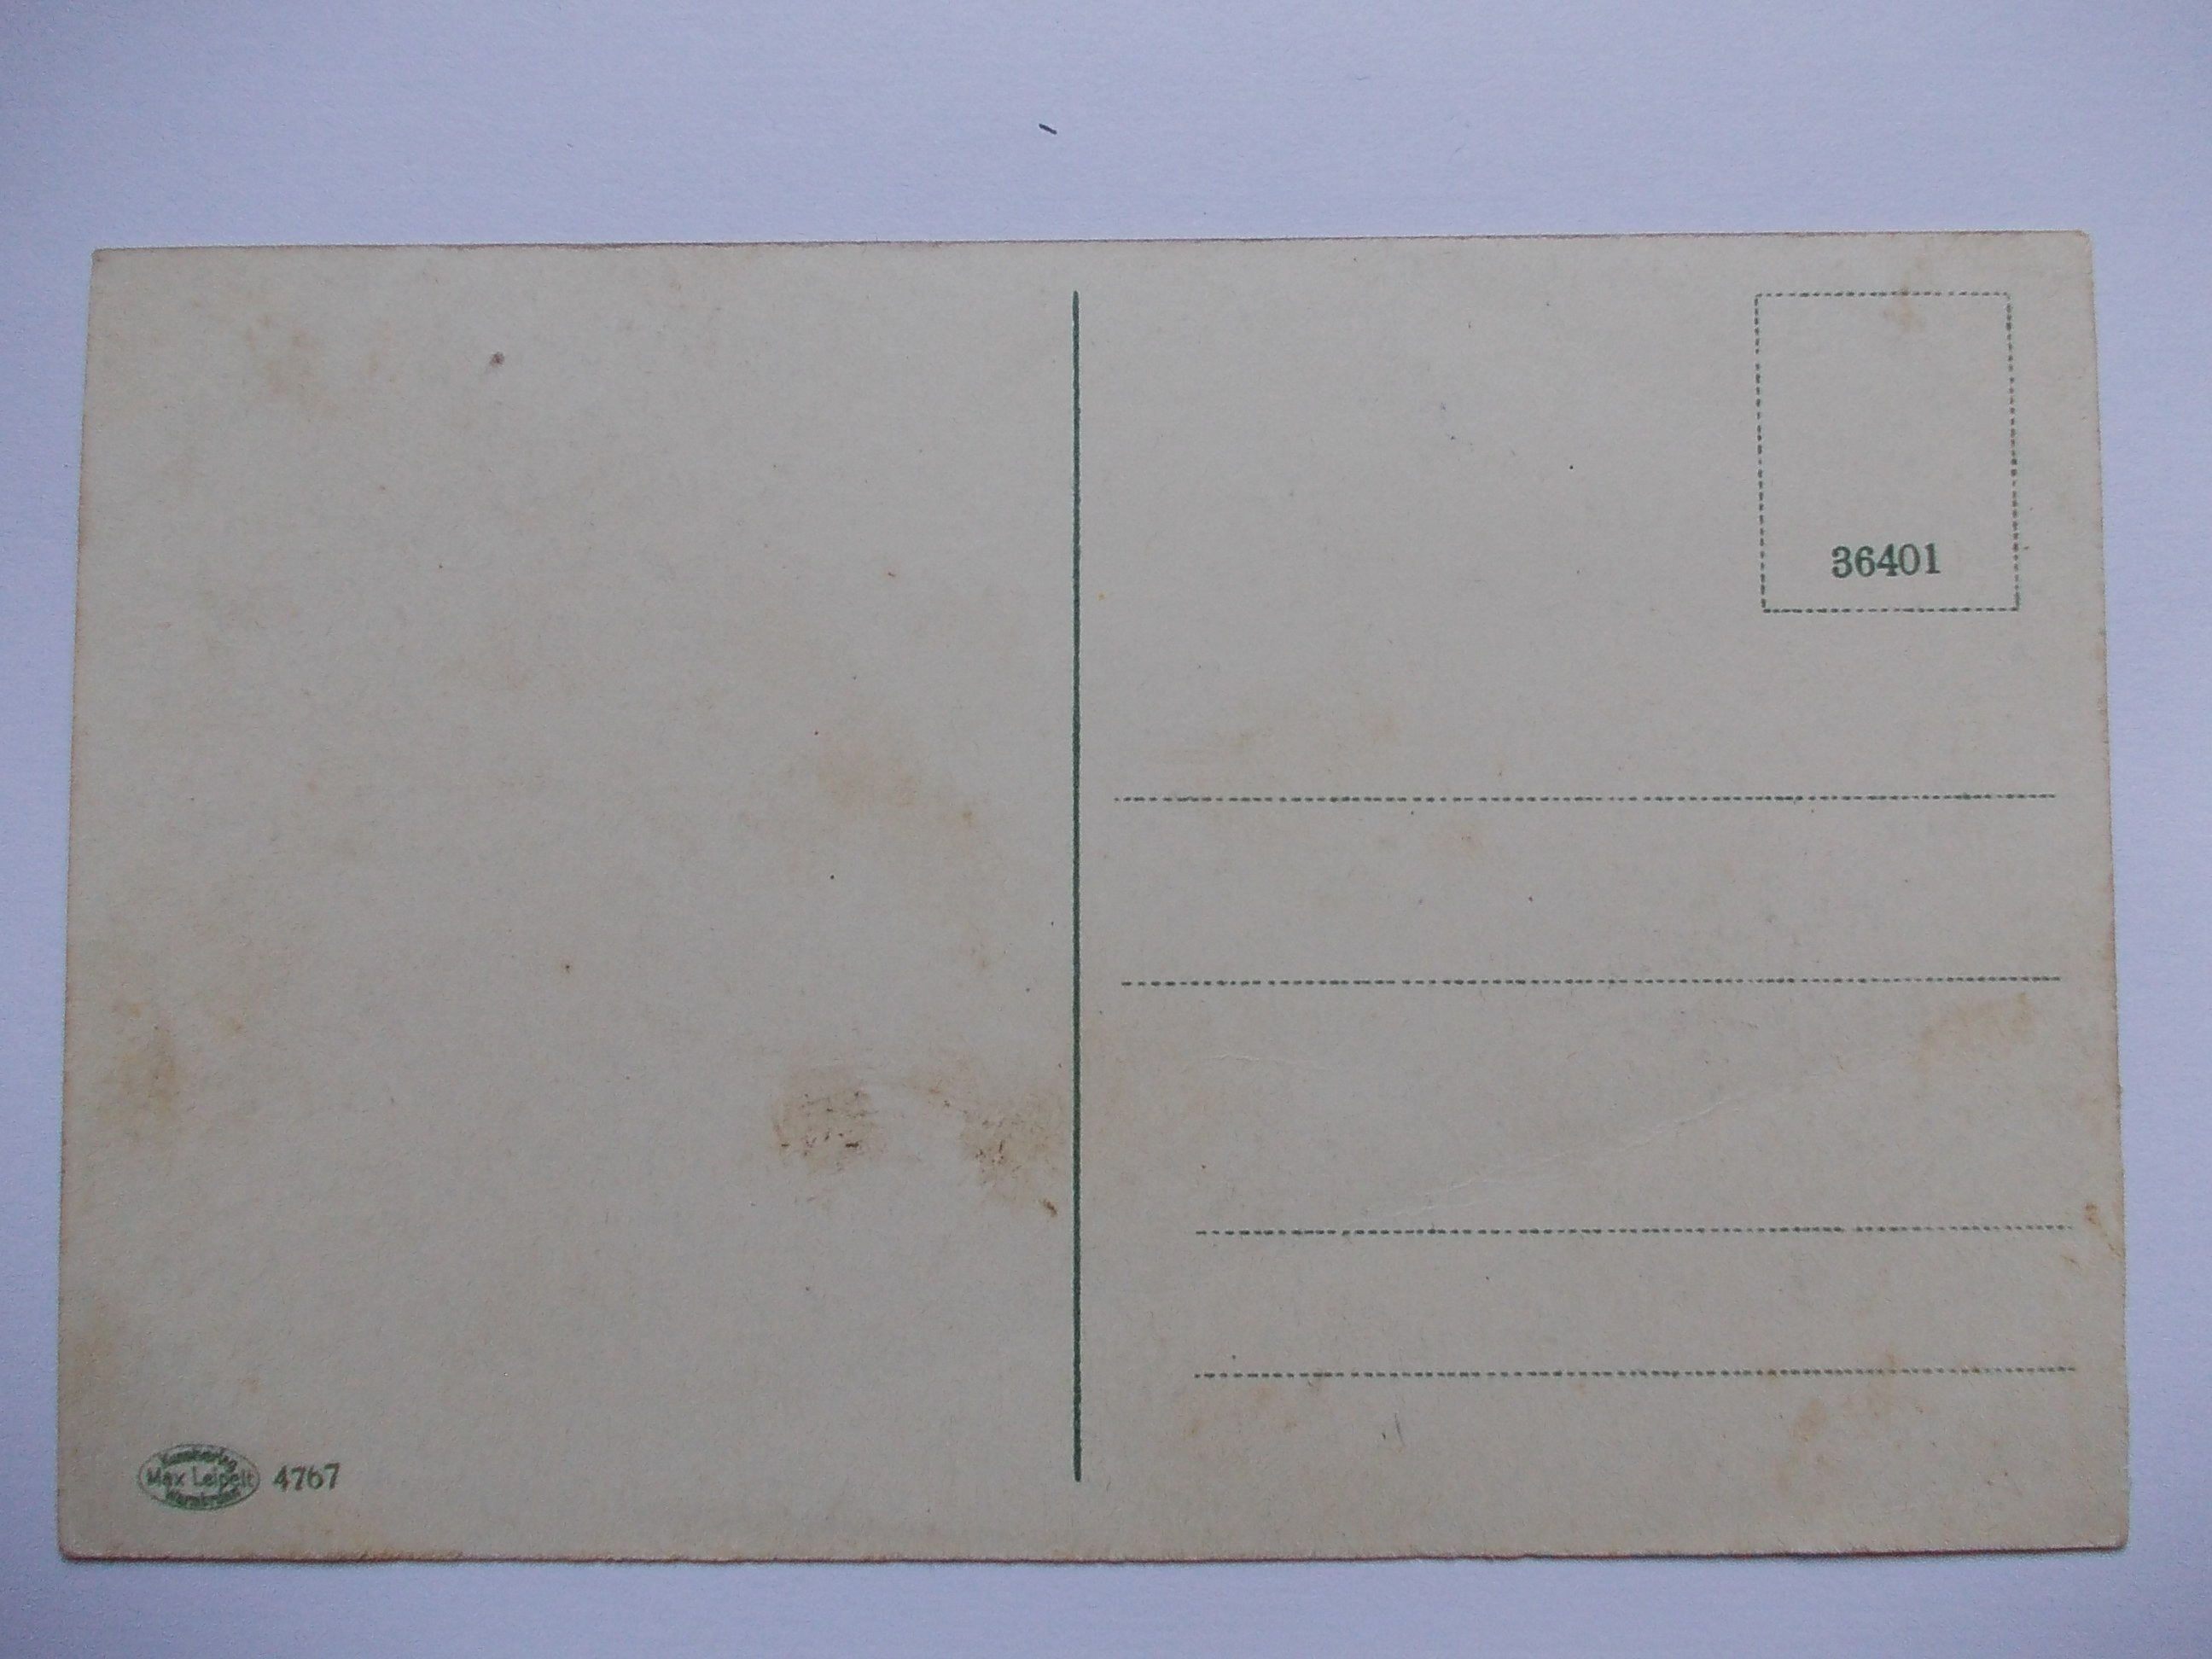 36401
Kunstverlag
Max Leipelt
Warmbrunn
4767